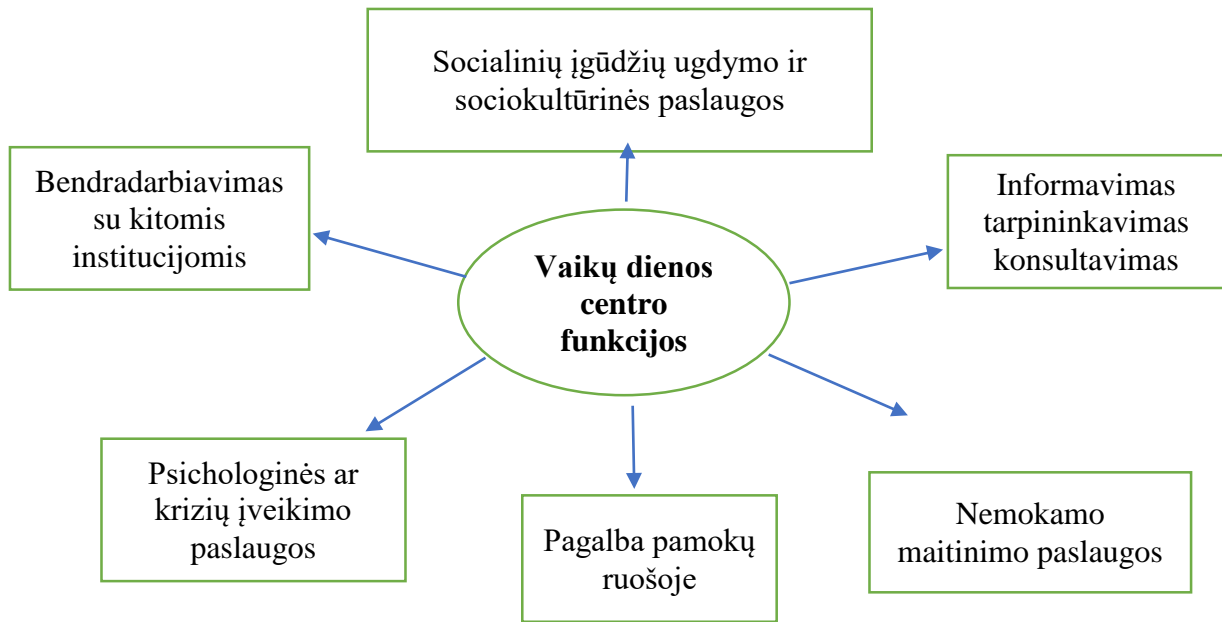 Socialinių įgūdžių ugdymo ir
sociokultūrinės paslaugos
Bendradarbiavimas
su kitomis
institucijomis
Informavimas
tarpininkavimas
konsultavimas
Vaikų dienos
centro
funkcijos
Psichologinės ar
krizių įveikimo
paslaugos
Pagalba pamokų
ruošoje
Nemokamo
maitinimo paslaugos